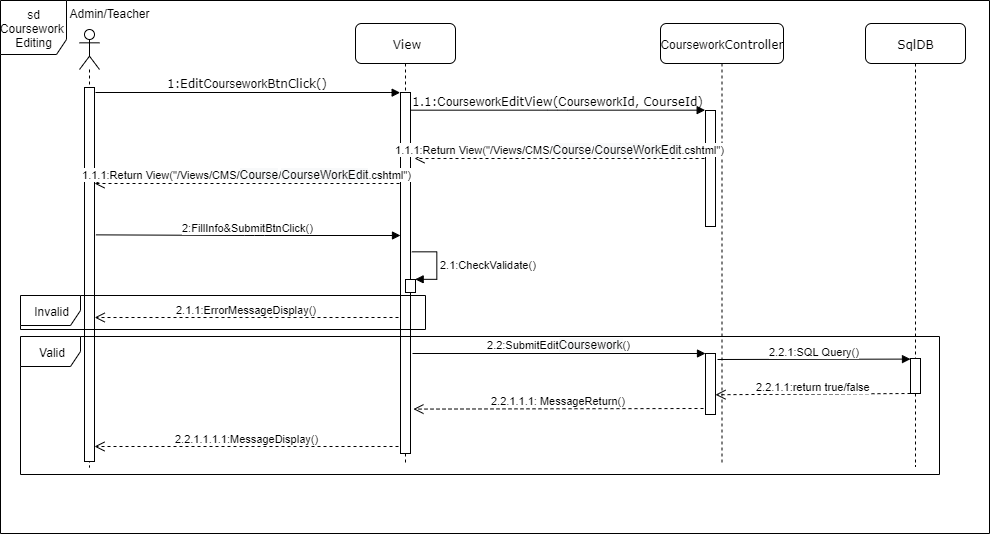 sd
Coursework
Editing
Admin/Teacher
View
CourseworkController
SqlDB
1:EditCourseworkBtnClick()
1.1:CourseworkEditView(CourseworkId, CourseId)
1.1.1:Return View("/Views/CMS/Course/CourseWorkEdit.cshtml")
1.1.1:Return View("/Views/CMS/Course/CourseWorkEdit.cshtml")
2:FillInfo&SubmitBtnClick()
2.1:CheckValidate()
Invalid
2.1.1:ErrorMessageDisplay()
Valid
2.2:SubmitEditCoursework()
2.2.1:SQL Query()
2.2.1.1:return true/false
2.2.1.1.1: MessageReturn()
2.2.1.1.1.1:MessageDisplay()